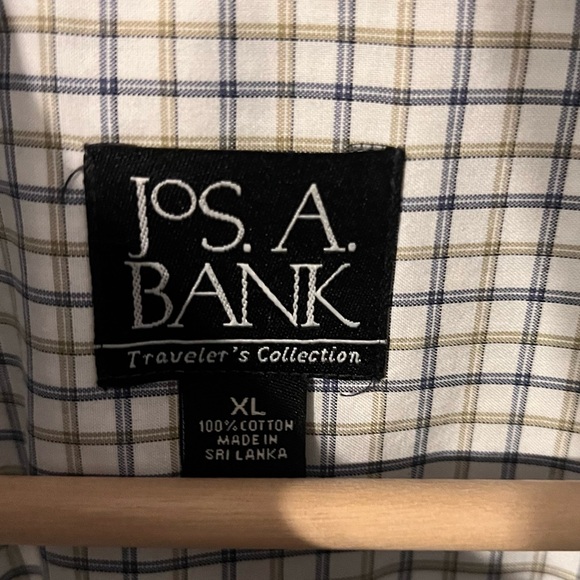 JOS. A.
BANK
Traveler's Collection
XL
100% COTTON
MADE IN
SRI LANKA